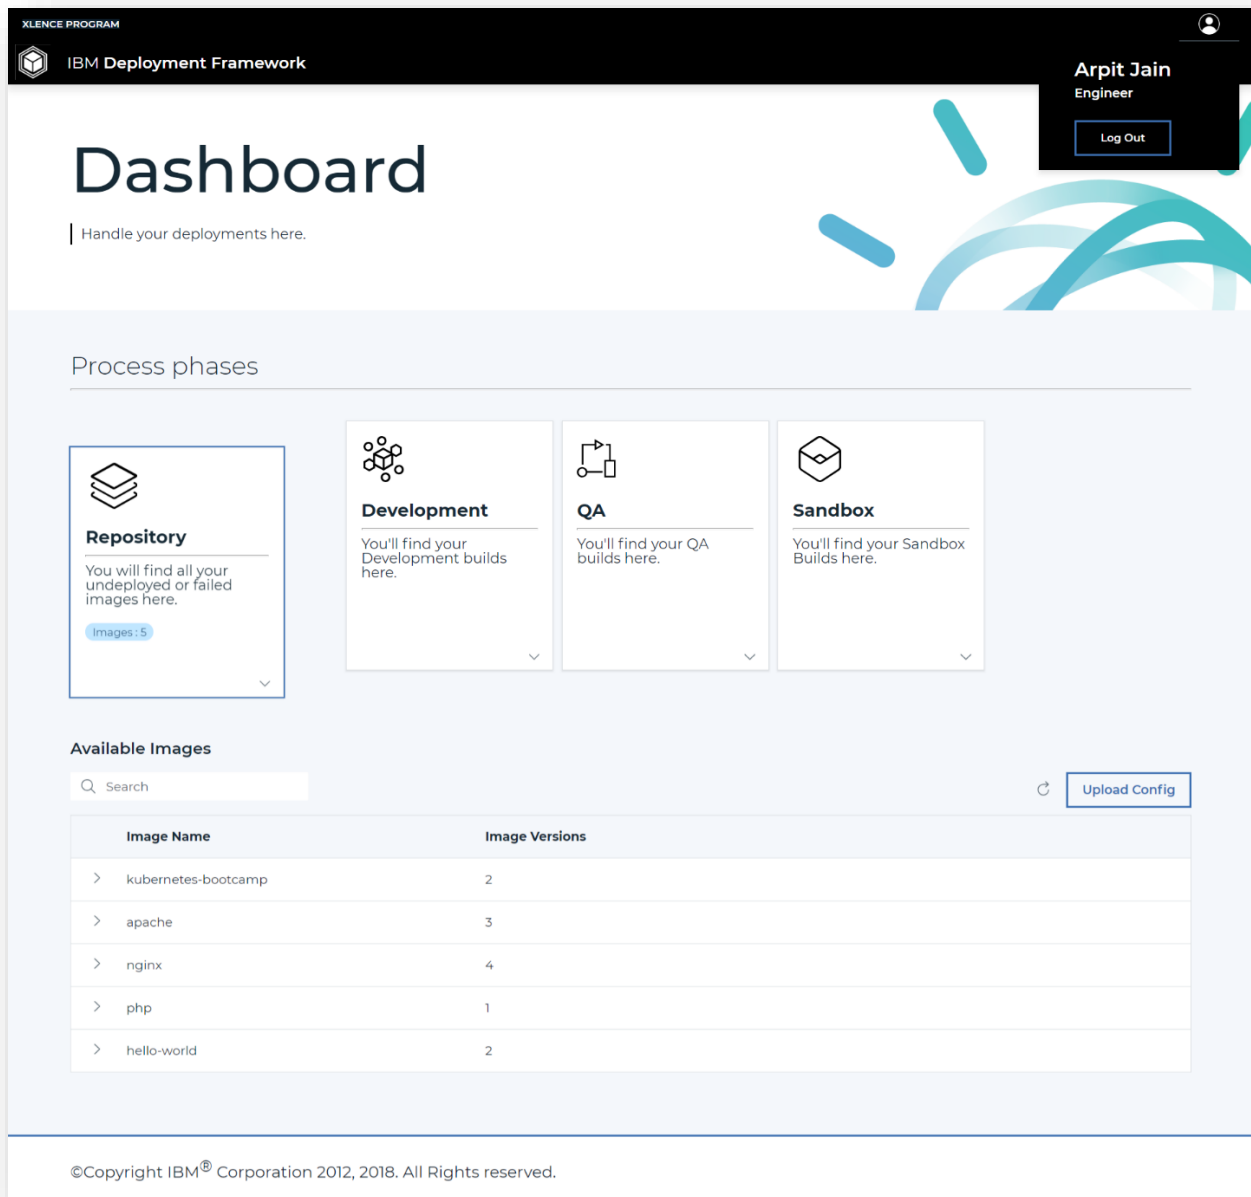 XLENCE PROGRAM
IBM Deployment Framework
Arpit Jain
Engineer
Log Out
Dashboard
Handle your deployments here.
Process phases
Repository
You will find all your
undeployed or failed
images here.
Images : 5
Development
You'll find your
Development builds
here.
QA
You'll find your QA
builds here.
Sandbox
You'll find your Sandbox
Builds here.
Available Images
Search
Upload Config
Image Name Image Versions
kubernetes-bootcamp 2
apache 3
nginx 4
php 1
hello-world 2
©Copyright IBM® Corporation 2012, 2018. All Rights reserved.